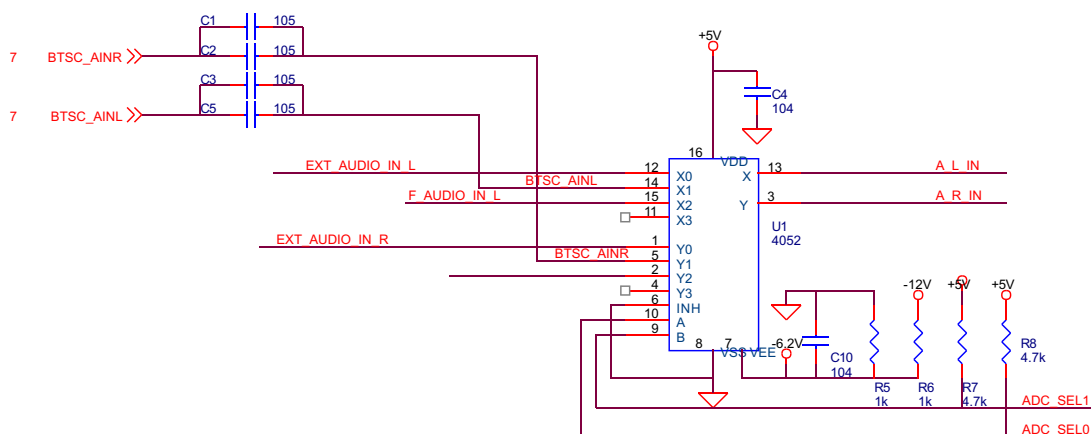 C1 105
7 BTSC_AINR C2 105
C3 105
7 BTSC_AINL C5 105
+5V
C4
104
16 VDD
EXT_AUDIO_IN_L 12 X0 X 13 A_L_IN
BTSC_AINL 14 X1
F_AUDIO_IN_L 15 X2 Y 3 A_R_IN
11 X3
U1
4052
EXT_AUDIO_IN_R 1 Y0
BTSC_AINR 5 Y1
2 Y2
4 Y3
6 INH
10 A
9 B
8 VSS 7 VEE
-12V +5V +5V
-6.2V
C10
104
R5
1k
R6
1k
R7
4.7k
R8
4.7k
ADC_SEL1
ADC_SEL0